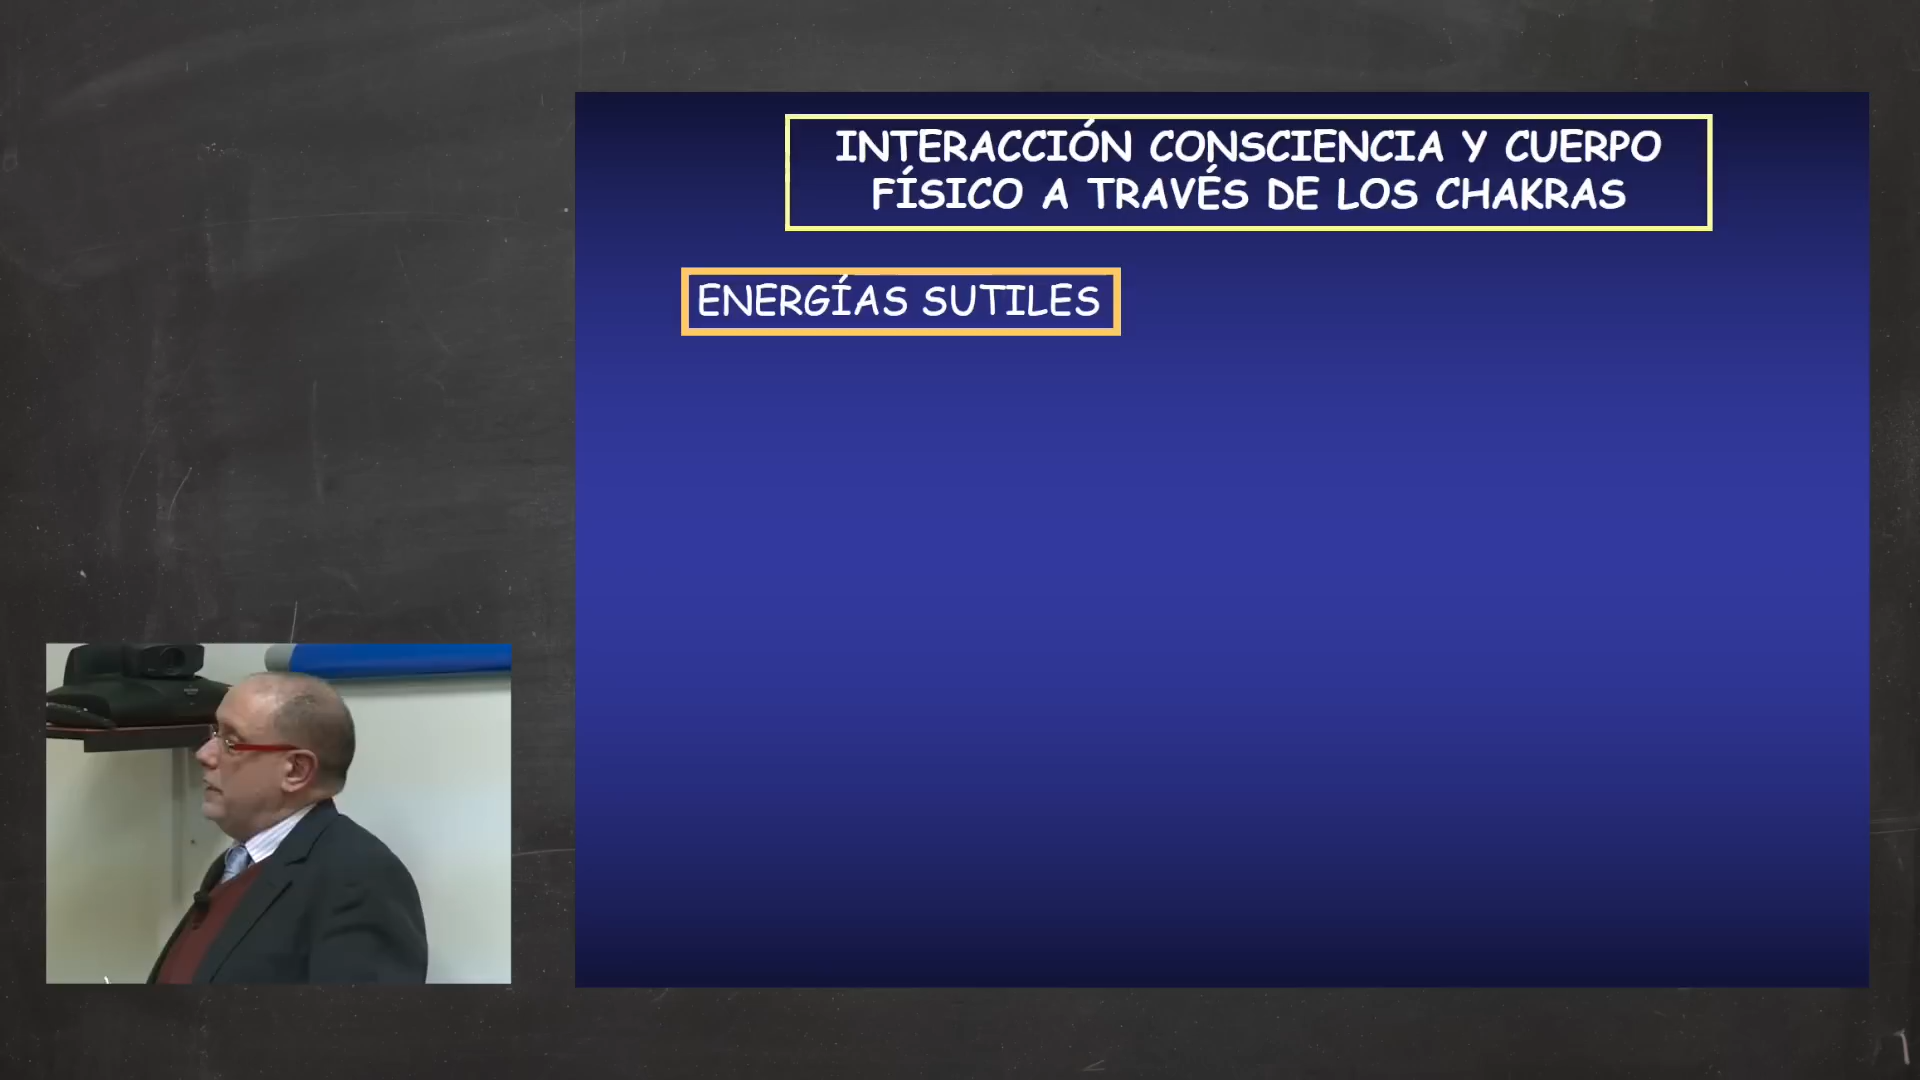 INTERACCIÓN CONSCIENCIA Y CUERPO
FÍSICO A TRAVÉS DE LOS CHAKRAS
ENERGÍAS SUTILES